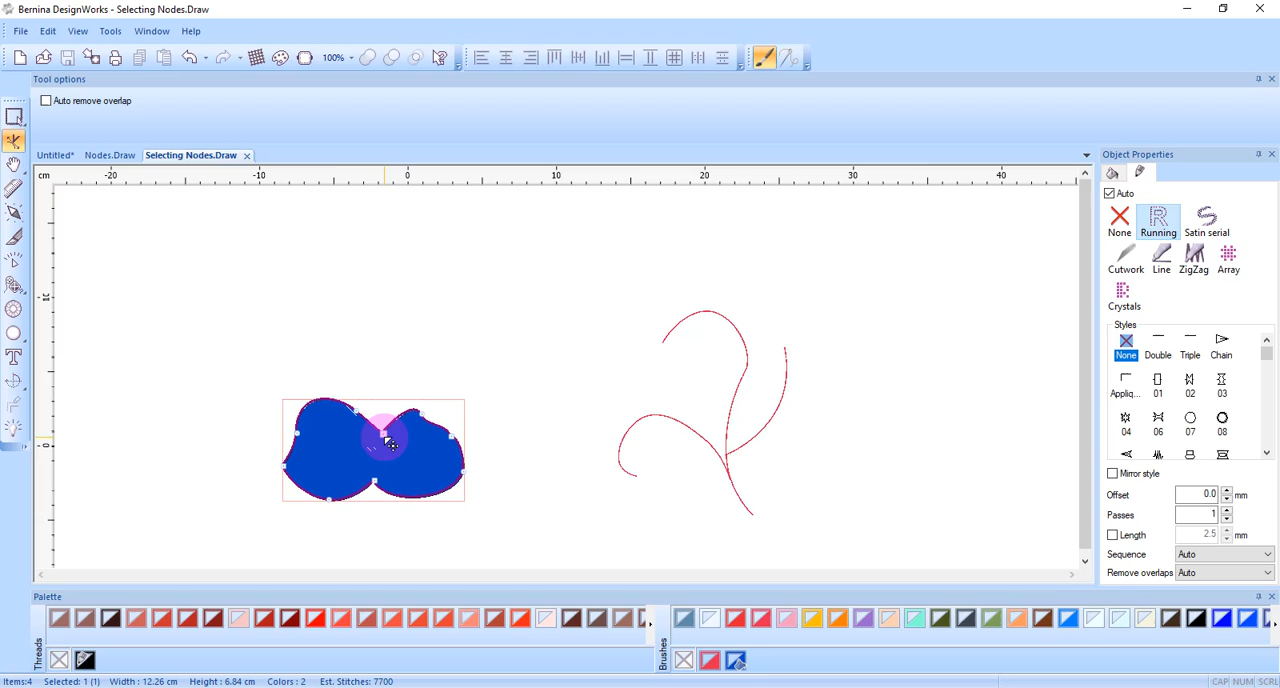 Bernina DesignWorks - Selecting Nodes.Draw
File Edit View Tools Window Help
100%
Tool options
Auto remove overlap
Untitled* Nodes.Draw Selecting Nodes.Draw
cm -20 -10 0 10 20 30 40
10
0
Object Properties
Auto
None Running Satin serial
Cutwork Line ZigZag Array
Crystals
Styles
None Double Triple Chain
Appliq... 01 02 03
04 06 07 08
Mirror style
Offset 0.0 mm
Passes 1
Length 2.5 mm
Sequence Auto
Remove overlaps Auto
Palette
Threads
Brushes
Items:4 Selected: 1 (1) Width : 12.26 cm Height : 6.84 cm Colors : 2 Est. Stitches: 7700 CAP NUM SCRL